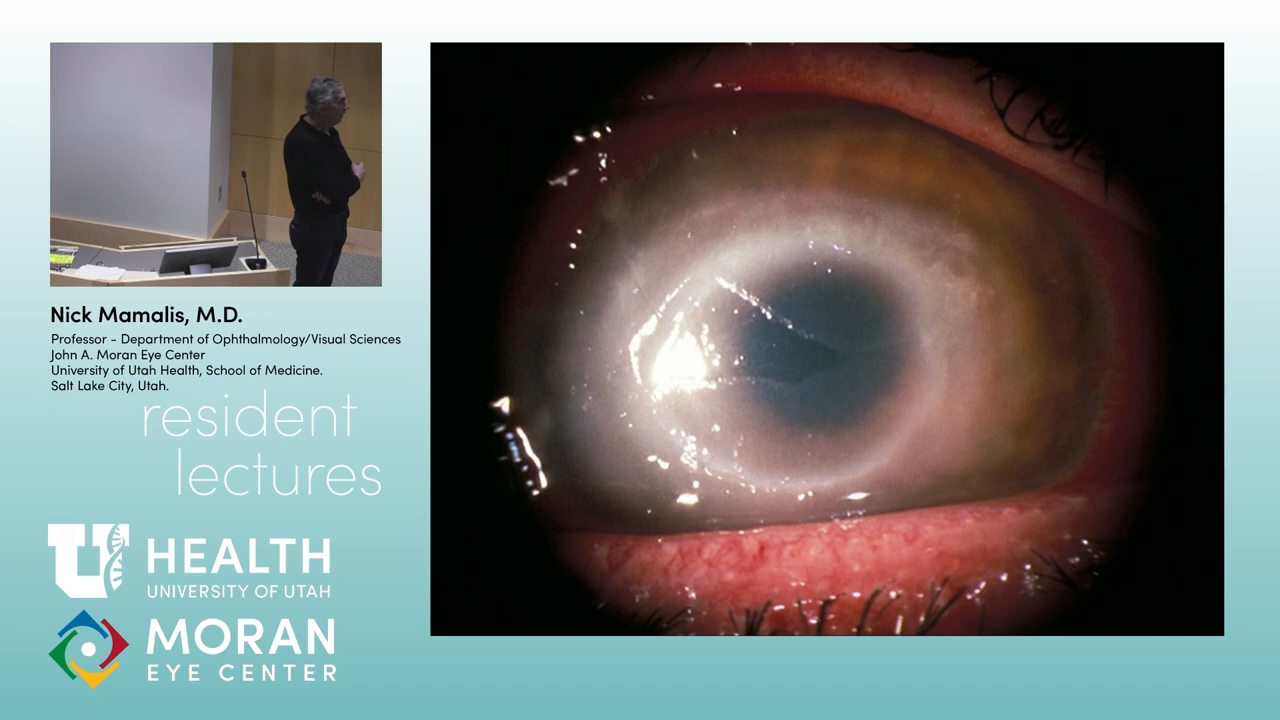 Nick Mamalis, M.D.
Professor - Department of Ophthalmology/Visual Sciences
John A. Moran Eye Center
University of Utah Health, School of Medicine.
Salt Lake City, Utah.
resident
lectures
U HEALTH
UNIVERSITY OF UTAH
MORAN
EYE CENTER